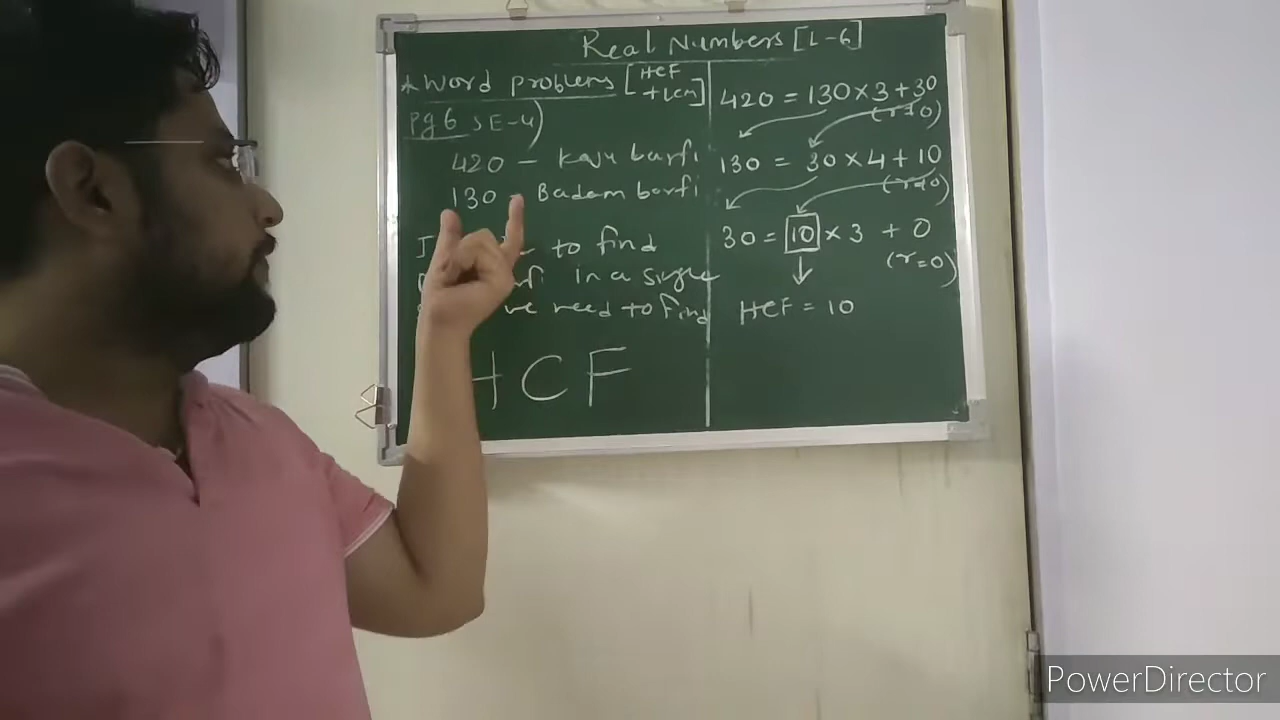 Real Numbers [L-6]
* Word problems [HCF + LCM]
Pg 6 SE-4)
420 - Kaju barfi
130 - Badam barfi
to find
in a single
we need to find
HCF
420 = 130 × 3 + 30
(r≠0)
130 = 30 × 4 + 10
(r≠0)
30 = 10 × 3 + 0
(r=0)
HCF = 10
PowerDirector